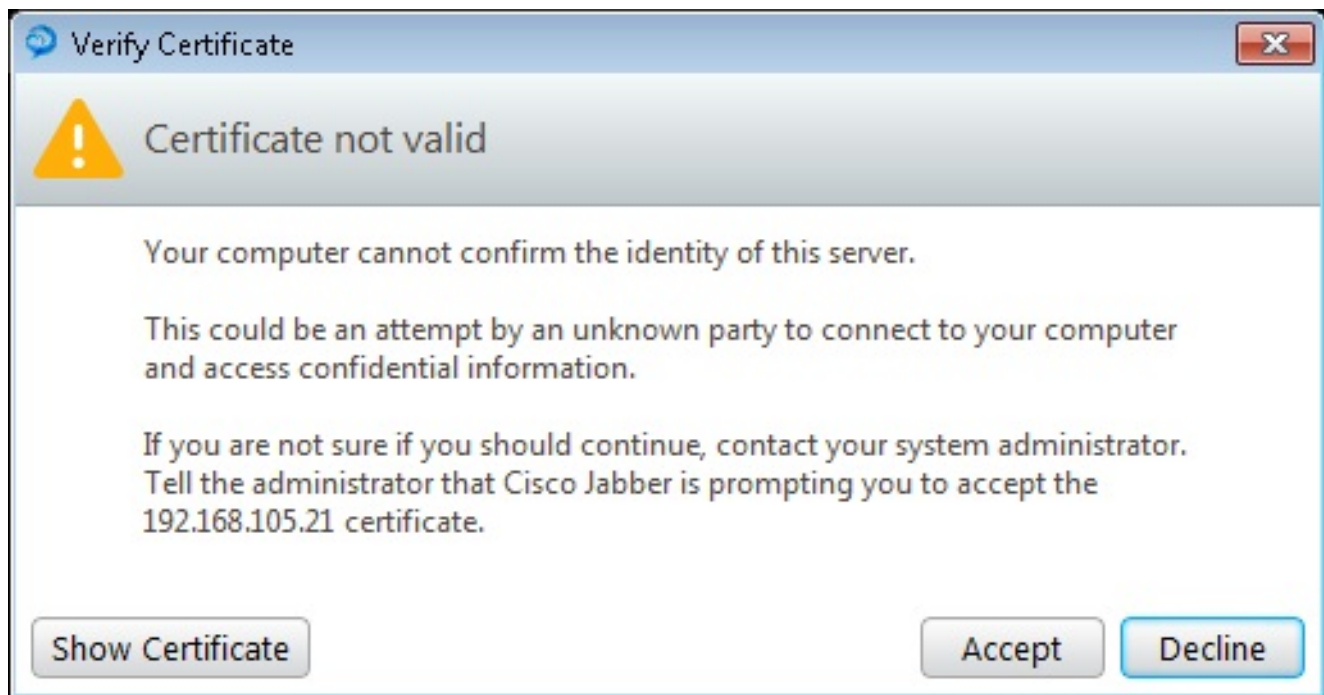 Verify Certificate
Certificate not valid
Your computer cannot confirm the identity of this server.
This could be an attempt by an unknown party to connect to your computer
and access confidential information.
If you are not sure if you should continue, contact your system administrator.
Tell the administrator that Cisco Jabber is prompting you to accept the
192.168.105.21 certificate.
Show Certificate
Accept
Decline